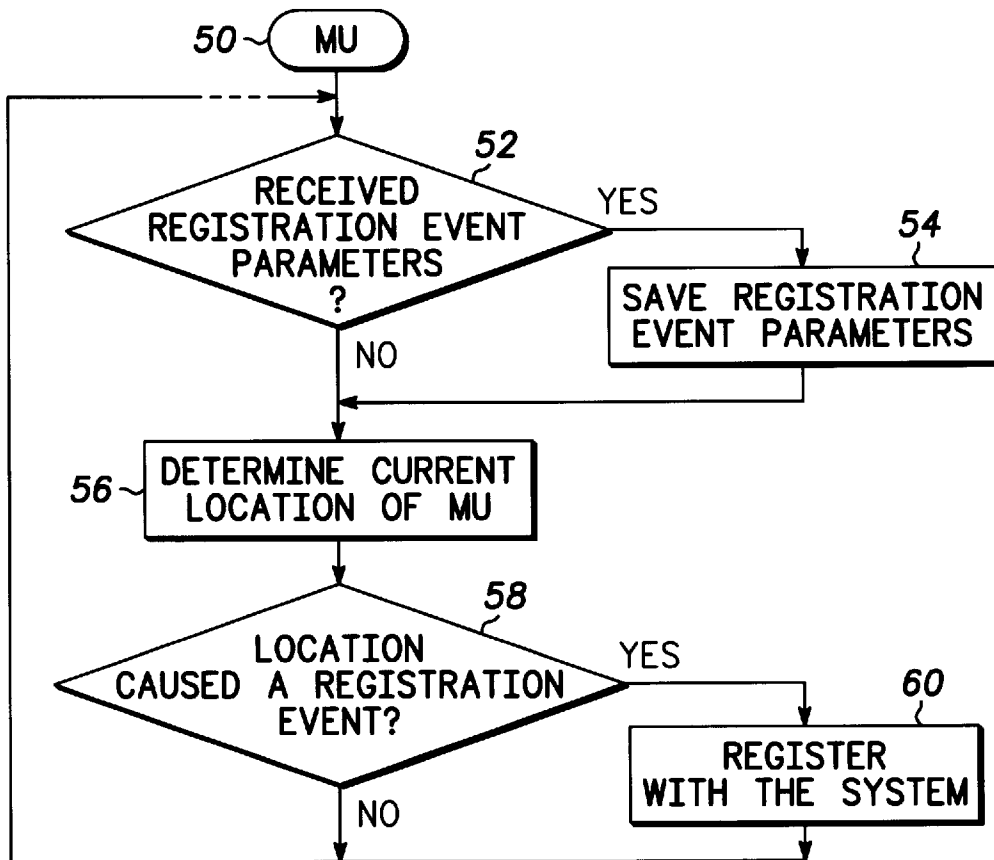 50
MU
52
RECEIVED
REGISTRATION EVENT
PARAMETERS
?
YES
54
SAVE REGISTRATION
EVENT PARAMETERS
NO
56
DETERMINE CURRENT
LOCATION OF MU
58
LOCATION
CAUSED A REGISTRATION
EVENT?
YES
60
REGISTER
WITH THE SYSTEM
NO